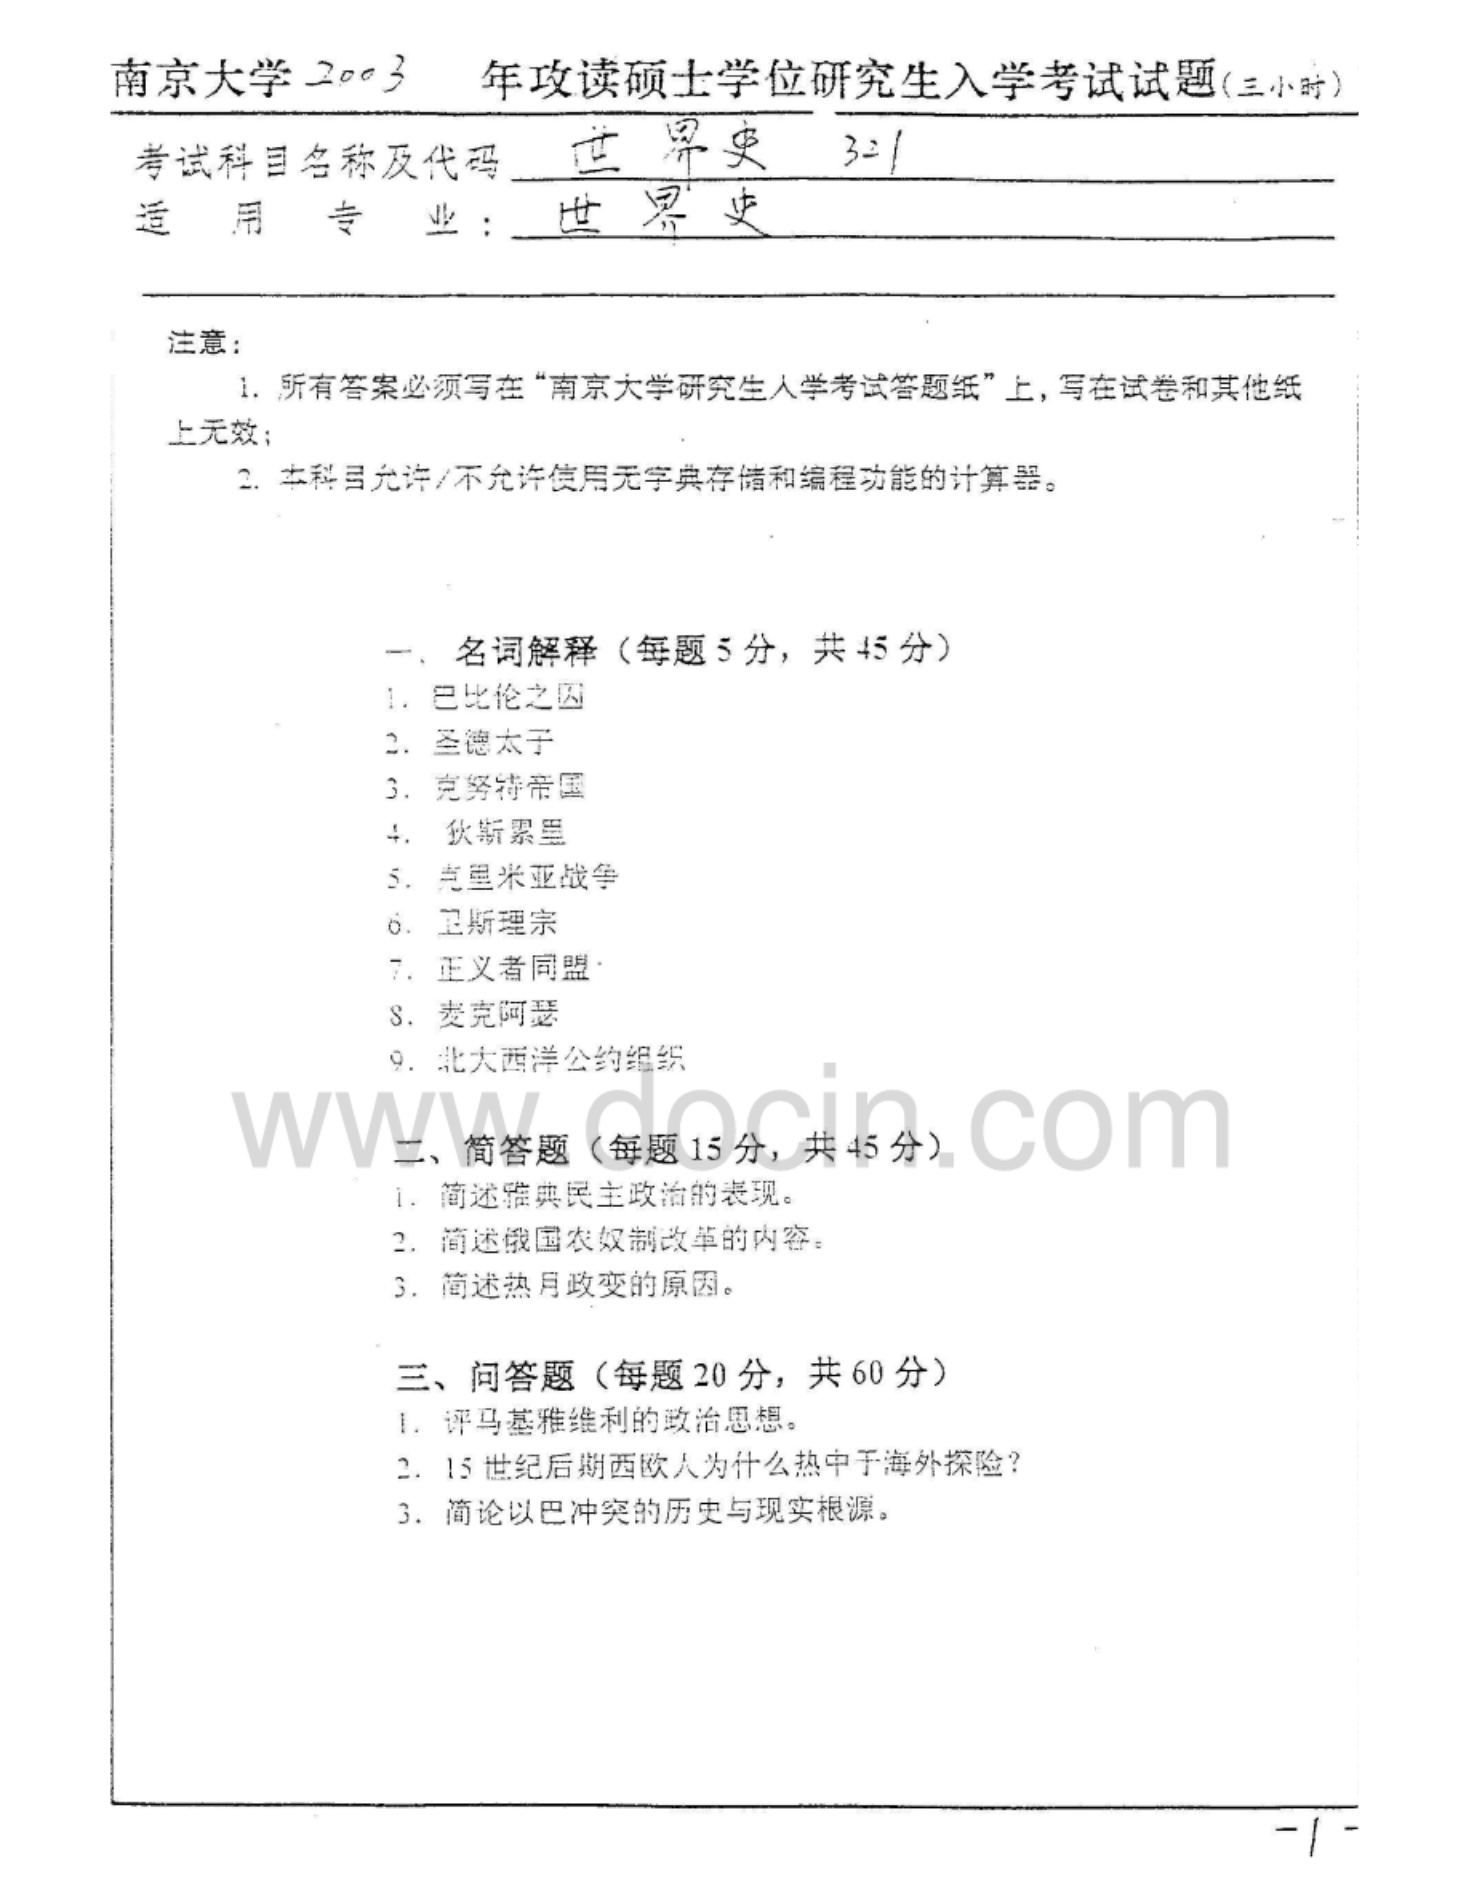 南京大学 2003 年攻读硕士学位研究生入学考试试题(三小时)
考试科目名称及代码 世界史 321
适用专业: 世界史
注意:
1. 所有答案必须写在“南京大学研究生入学考试答题纸”上,写在试卷和其他纸
上无效;
2. 本科目允许/不允许使用无字典存储和编程功能的计算器。
一、名词解释(每题5分,共45分)
1. 巴比伦之囚
2. 圣德太子
3. 克努特帝国
4. 狄斯累里
5. 克里米亚战争
6. 卫斯理宗
7. 正义者同盟
8. 麦克阿瑟
9. 北大西洋公约组织
www.docin.com
二、简答题(每题15分,共45分)
1. 简述雅典民主政治的表现。
2. 简述俄国农奴制改革的内容。
3. 简述热月政变的原因。
三、问答题(每题20分,共60分)
1. 评马基雅维利的政治思想。
2. 15世纪后期西欧人为什么热中于海外探险?
3. 简论以巴冲突的历史与现实根源。
-1-